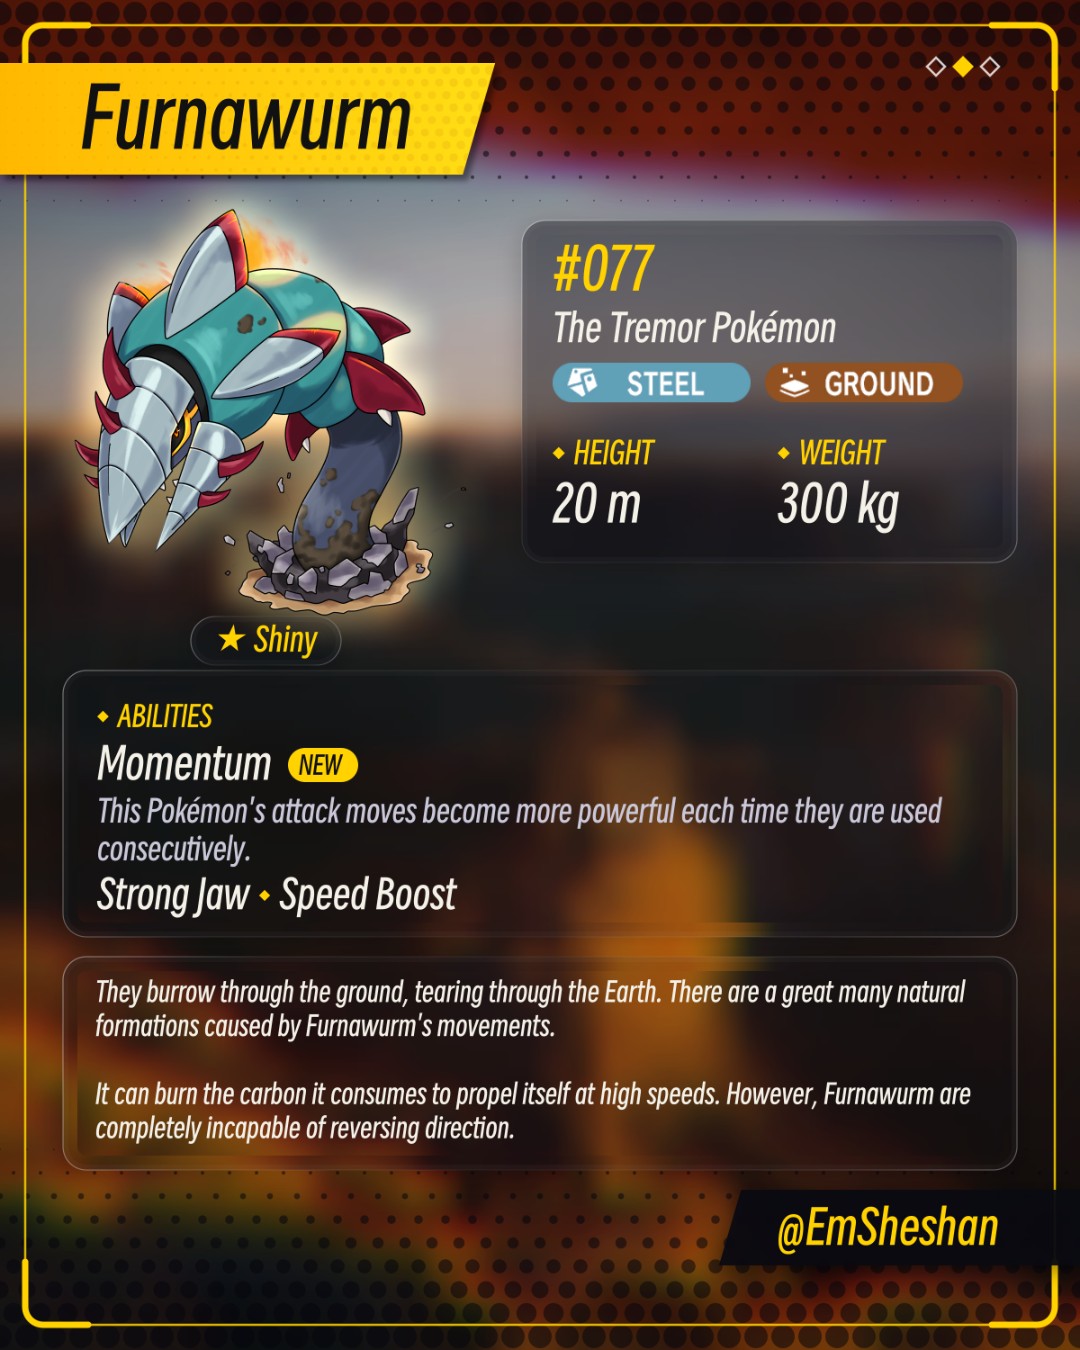 Furnawurm
#077
The Tremor Pokémon
STEEL
GROUND
HEIGHT
WEIGHT
20 m
300 kg
★ Shiny
ABILITIES
Momentum NEW
This Pokémon's attack moves become more powerful each time they are used
consecutively.
Strong Jaw ◆ Speed Boost
They burrow through the ground, tearing through the Earth. There are a great many natural
formations caused by Furnawurm's movements.
It can burn the carbon it consumes to propel itself at high speeds. However, Furnawurm are
completely incapable of reversing direction.
@EmSheshan